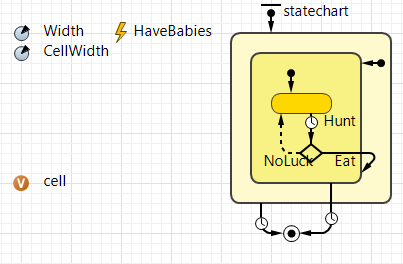 statechart
Width
HaveBabies
CellWidth
Hunt
NoLuck
Eat
cell